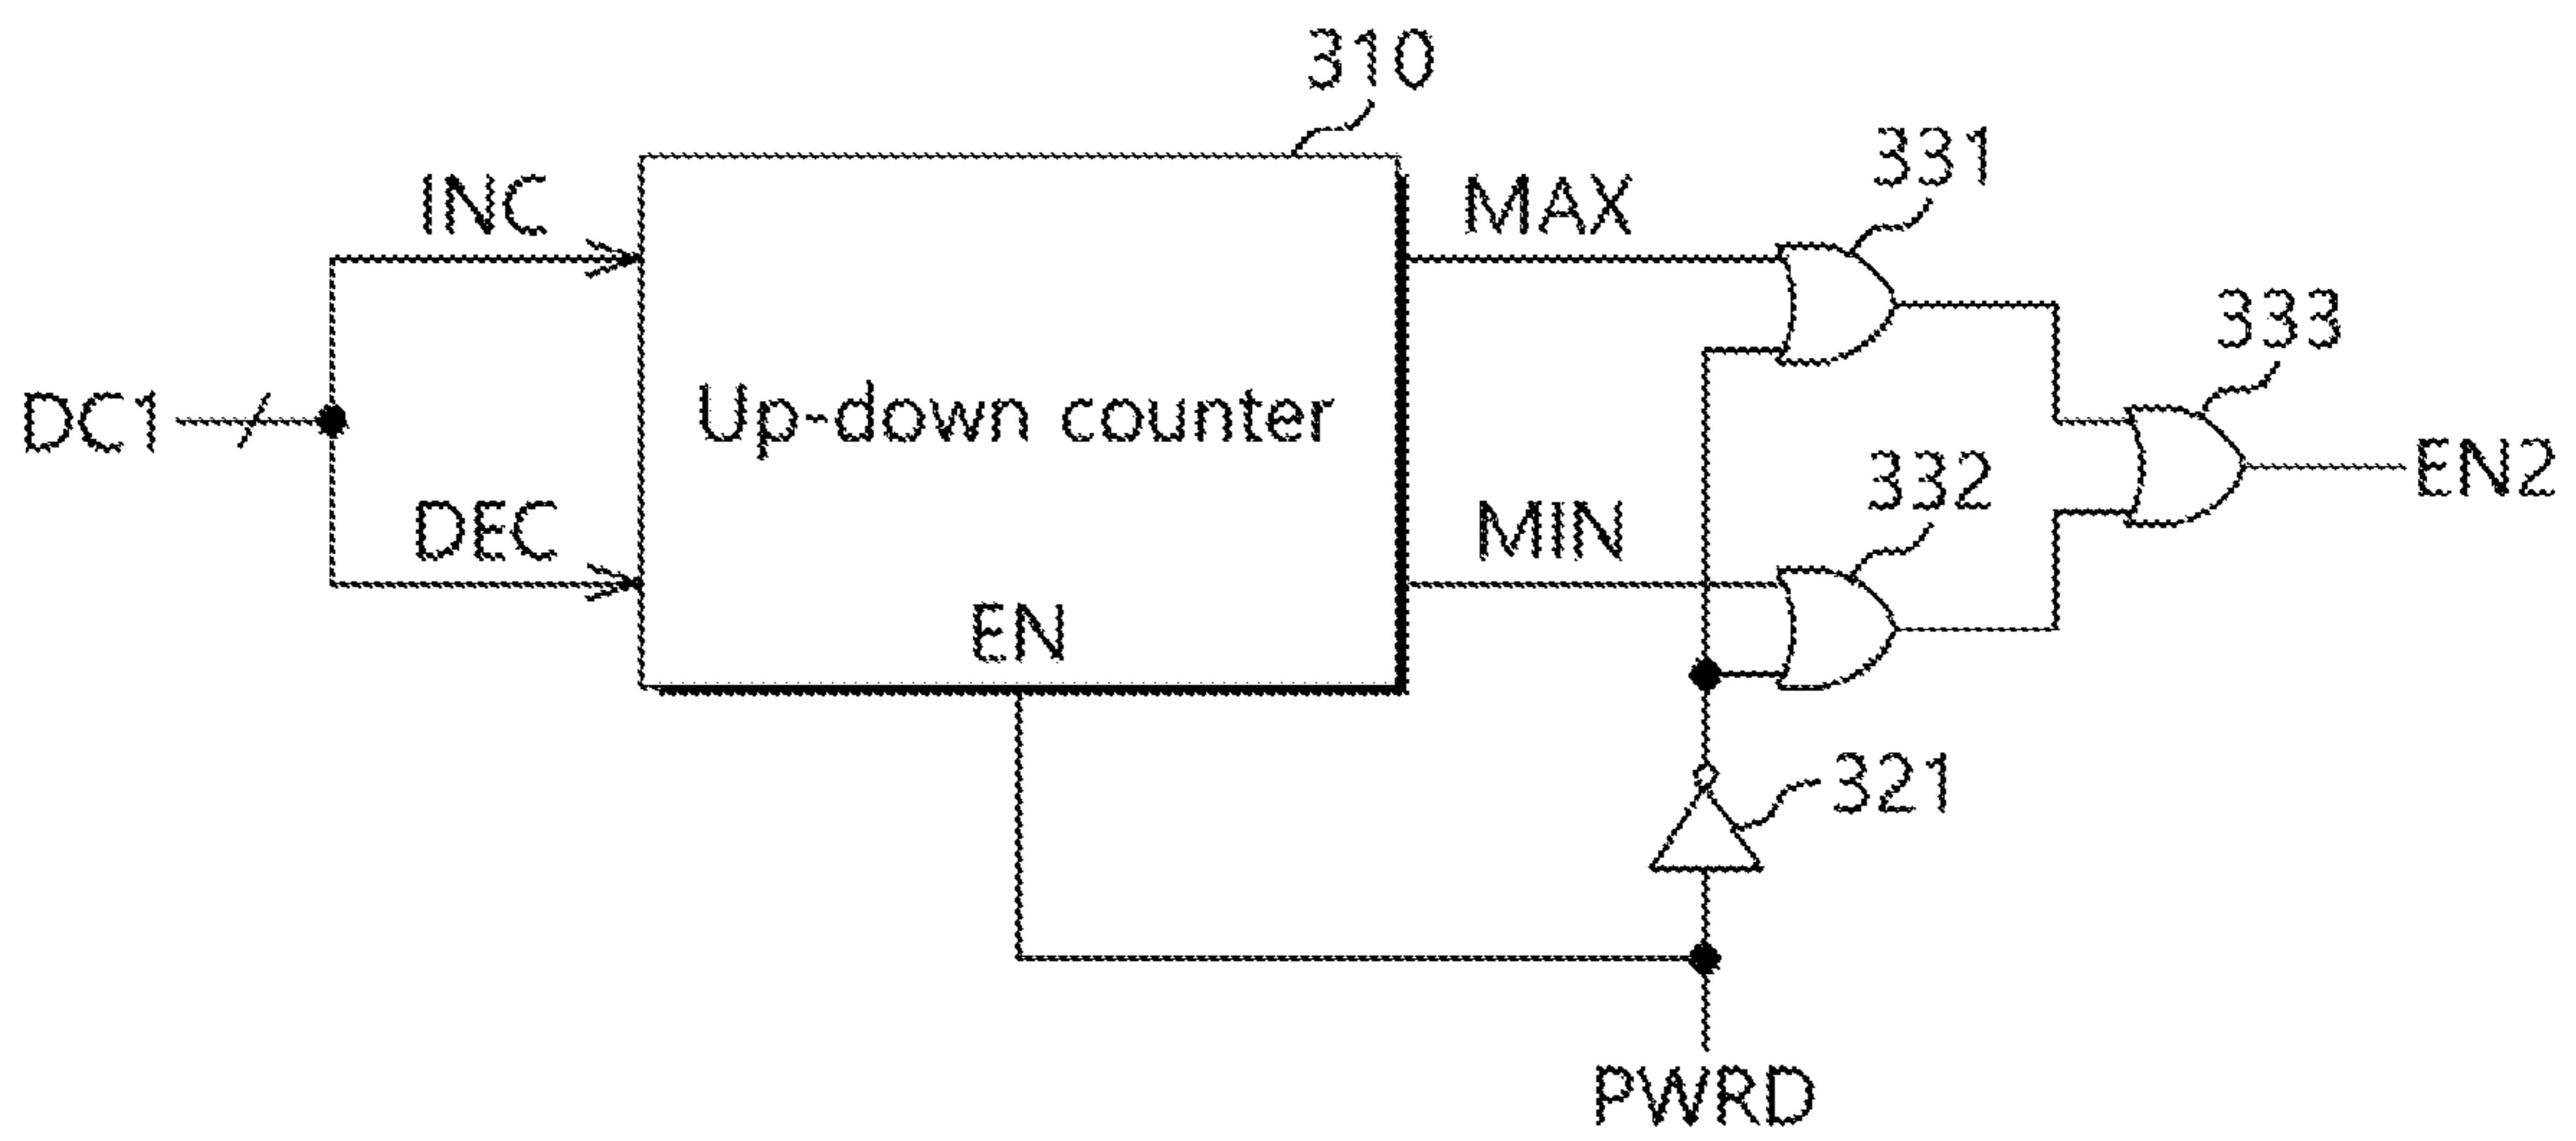 310
INC
MAX
331
DC1
Up-down counter
333
DEC
MIN
332
EN2
EN
321
PWRD